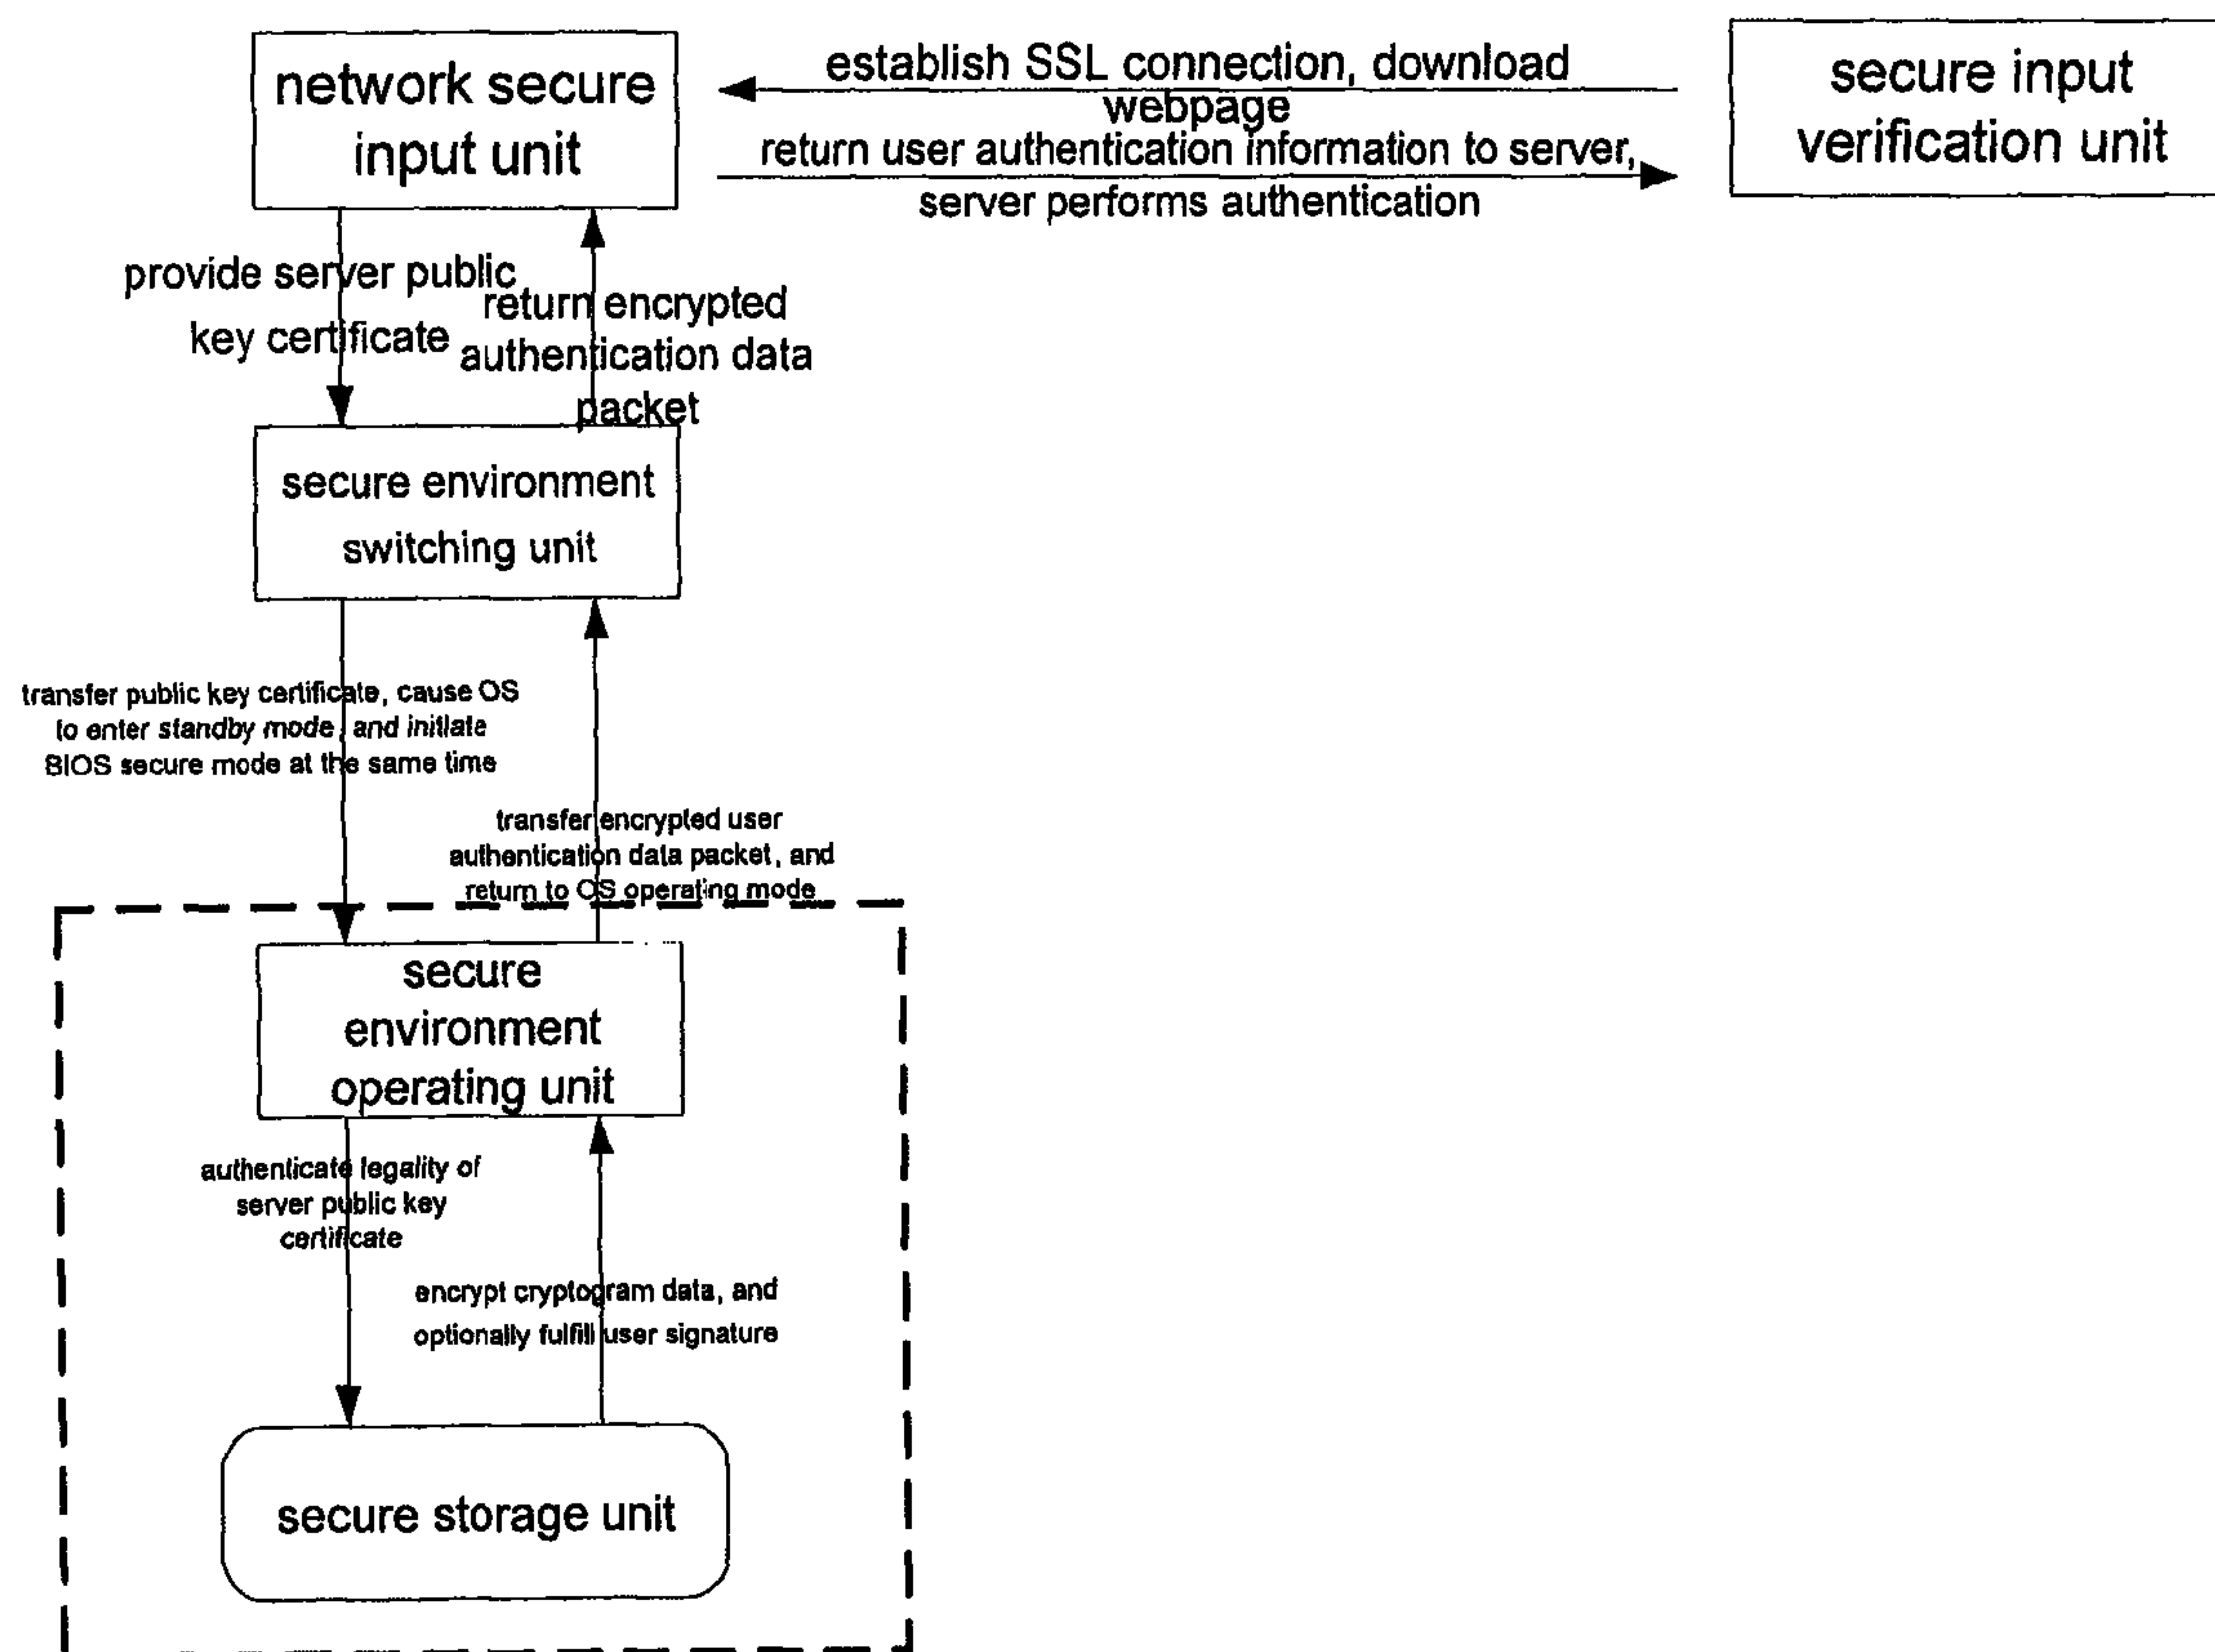 network secure
input unit
establish SSL connection, download
webpage
return user authentication information to server,
server performs authentication
secure input
verification unit
provide server public
key certificate
return encrypted
authentication data
packet
secure environment
switching unit
transfer public key certificate, cause OS
to enter standby mode, and initiate
BIOS secure mode at the same time
transfer encrypted user
authentication data packet, and
return to OS operating mode
secure
environment
operating unit
authenticate legality of
server public key
certificate
encrypt cryptogram data, and
optionally fulfill user signature
secure storage unit